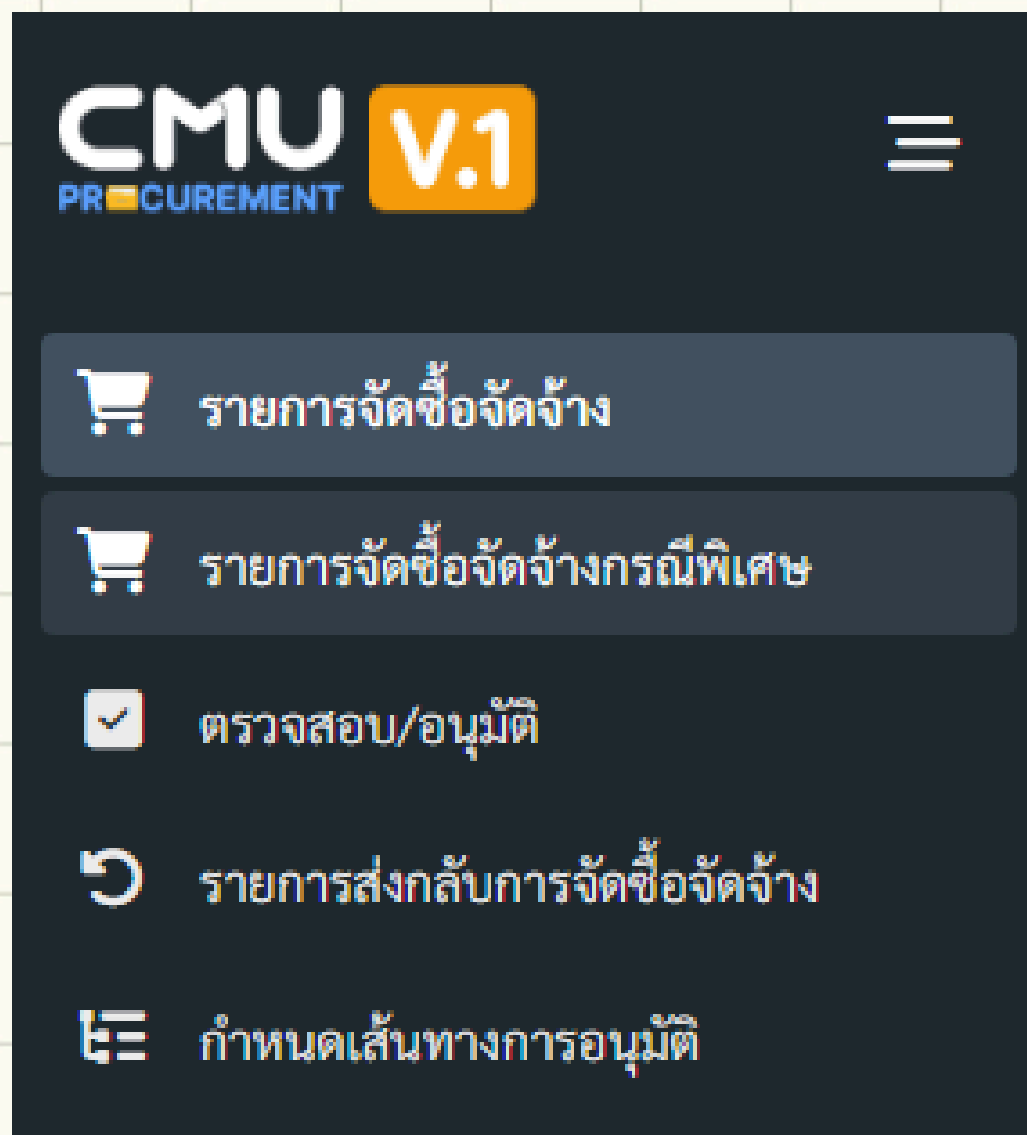 CMU V.1
PROCUREMENT
รายการจัดซื้อจัดจ้าง
รายการจัดซื้อจัดจ้างกรณีพิเศษ
ตรวจสอบ/อนุมัติ
รายการส่งกลับการจัดซื้อจัดจ้าง
กำหนดเส้นทางการอนุมัติ